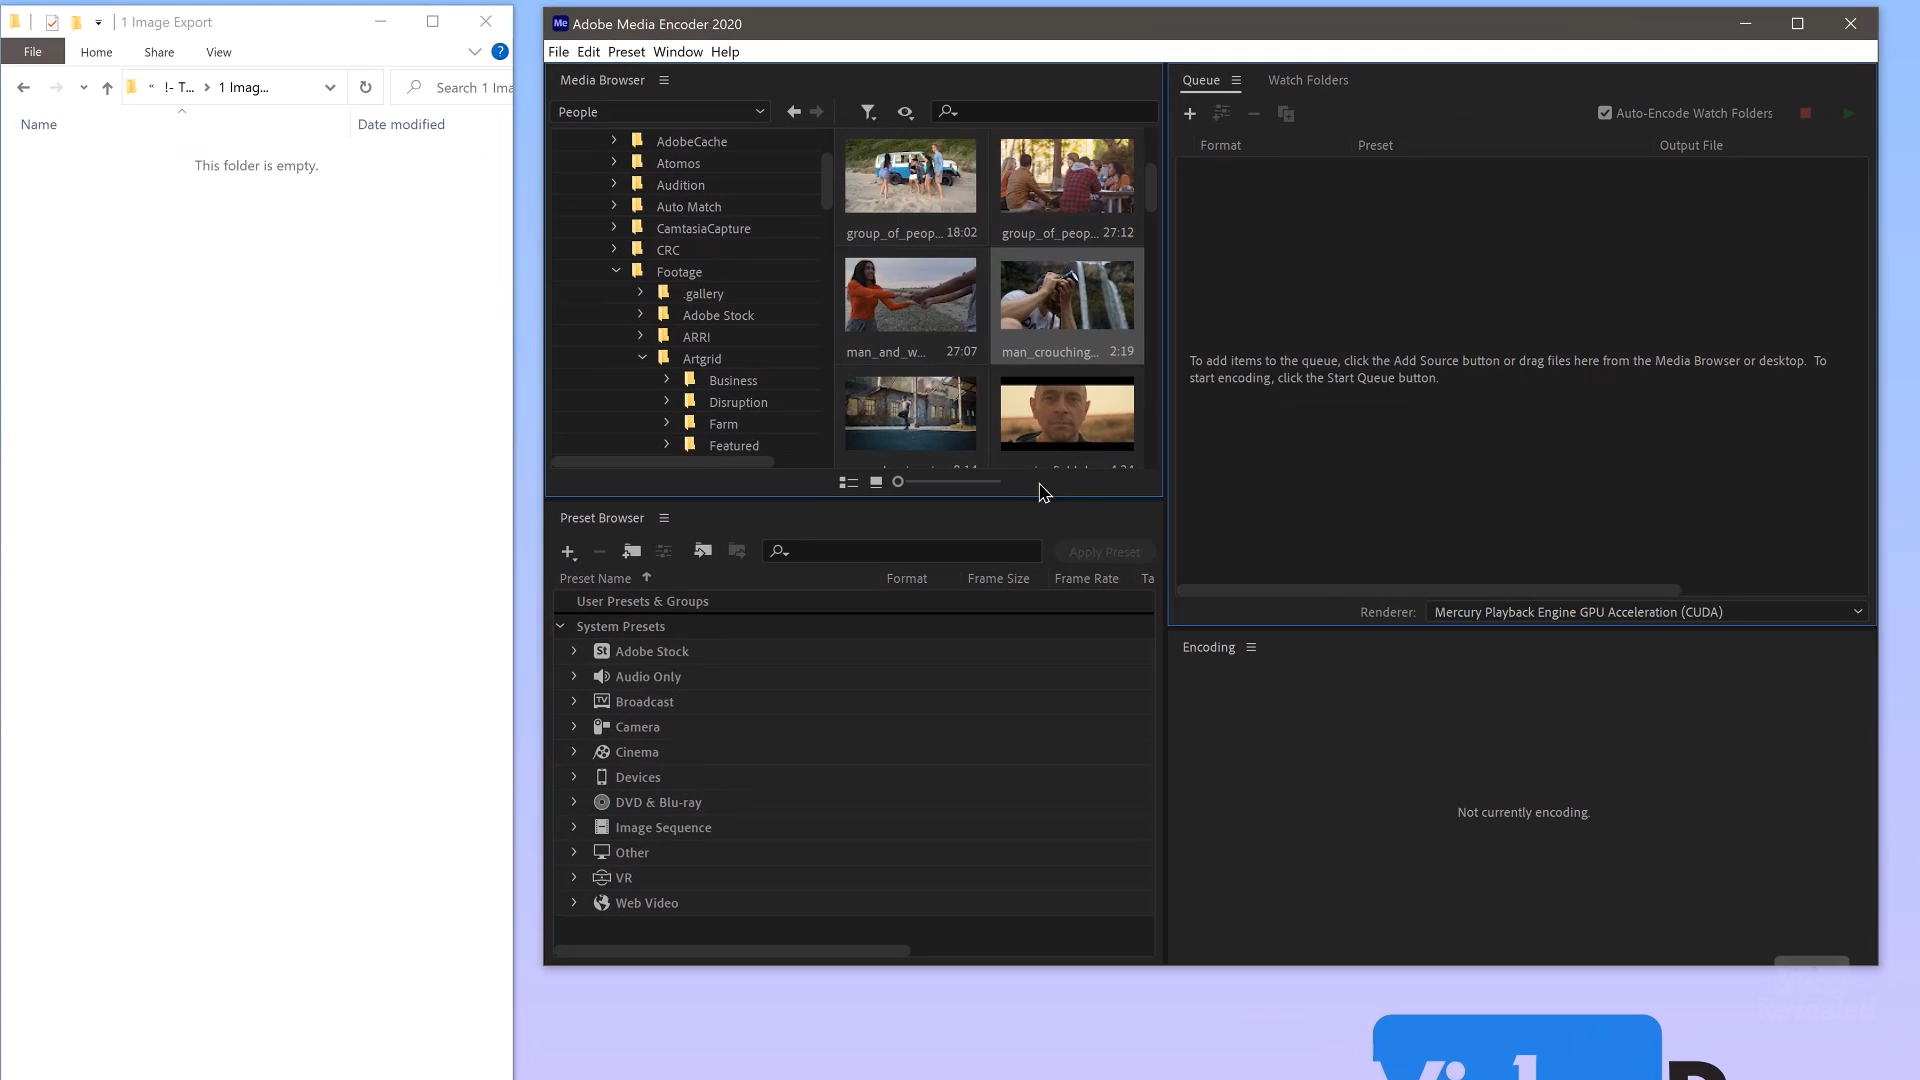 1 Image Export
File Home Share View
« !- T... 1 Imag...
Search 1 Ima
Name Date modified
This folder is empty.
Me Adobe Media Encoder 2020
File Edit Preset Window Help
Media Browser
People
AdobeCache
Atomos
Audition
Auto Match
CamtasiaCapture
CRC
Footage
.gallery
Adobe Stock
ARRI
Artgrid
Business
Disruption
Farm
Featured
group_of_peop... 18:02
group_of_peop... 27:12
man_and_w... 27:07
man_crouching... 2:19
Preset Browser
Apply Preset
Preset Name Format Frame Size Frame Rate Ta
User Presets & Groups
System Presets
St Adobe Stock
Audio Only
TV Broadcast
Camera
Cinema
Devices
DVD & Blu-ray
Image Sequence
Other
VR
Web Video
Queue Watch Folders
Auto-Encode Watch Folders
Format Preset Output File
To add items to the queue, click the Add Source button or drag files here from the Media Browser or desktop. To
start encoding, click the Start Queue button.
Renderer: Mercury Playback Engine GPU Acceleration (CUDA)
Encoding
Not currently encoding.
Revealed